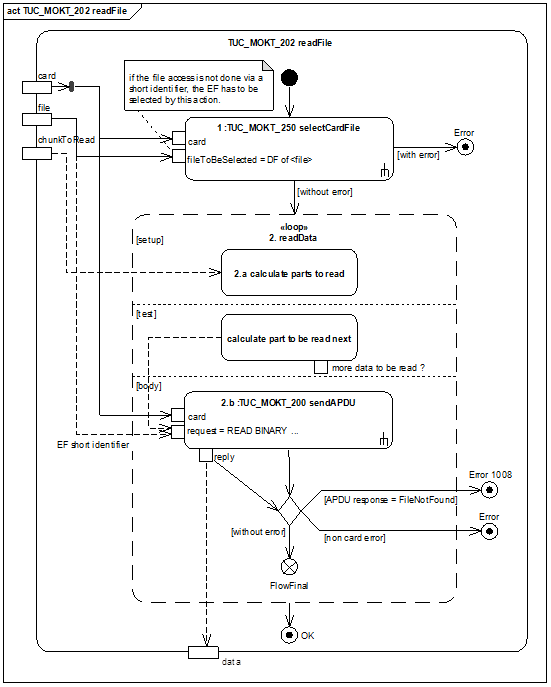 act TUC_MOKT_202 readFile
TUC_MOKT_202 readFile
card
file
chunkToRead
if the file access is not done via a
short identifier, the EF has to be
selected by this action.
1 :TUC_MOKT_250 selectCardFile
card
fileToBeSelected = DF of <file>
[with error]
Error
[without error]
«loop»
2. readData
[setup]
2.a calculate parts to read
[test]
calculate part to be read next
more data to be read ?
[body]
2.b :TUC_MOKT_200 sendAPDU
card
request = READ BINARY ...
EF short identifier
reply
Error 1008
[APDU response = FileNotFound]
Error
[without error]
[non card error]
FlowFinal
OK
data